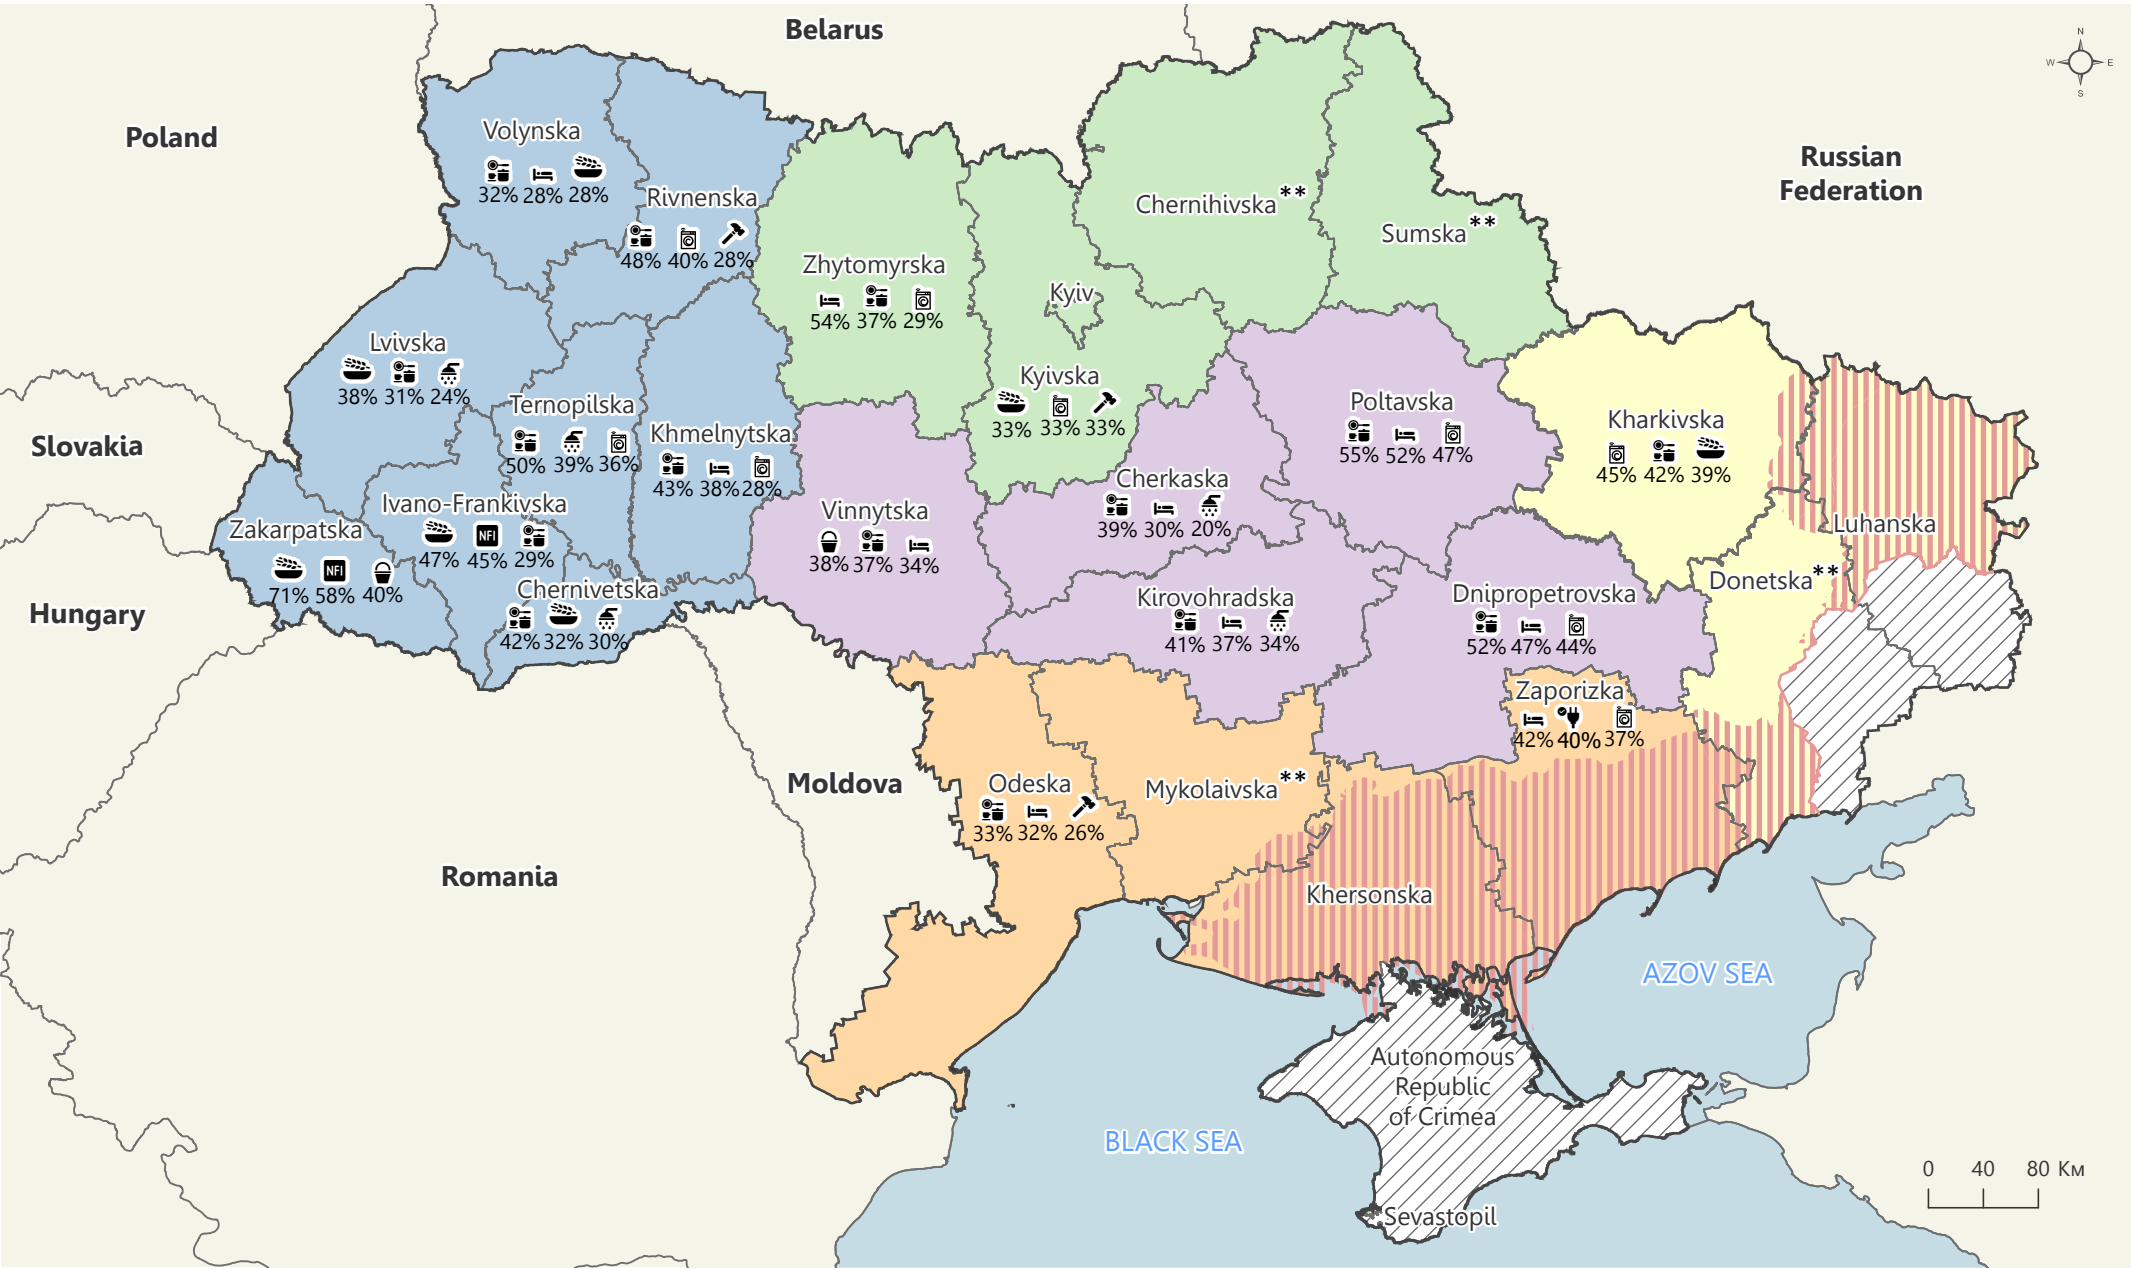 Belarus
N
W
E
S
Poland
Volynska
32% 28% 28%
Rivnenska
48% 40% 28%
Russian
Federation
Chernihivska**
Sumska**
Zhytomyrska
54% 37% 29%
Kyiv
Lvivska
38% 31% 24%
Kyivska
33% 33% 33%
Ternopilska
50% 39% 36%
Khmelnytska
43% 38% 28%
Poltavska
55% 52% 47%
Kharkivska
45% 42% 39%
Slovakia
Cherkaska
39% 30% 20%
Ivano-Frankivska
NFI
47% 45% 29%
Zakarpatska
NFI
71% 58% 40%
Vinnytska
38% 37% 34%
Luhanska
Donetska**
Hungary
Chernivetska
42% 32% 30%
Kirovohradska
41% 37% 34%
Dnipropetrovska
52% 47% 44%
Zaporizka
42% 40% 37%
Moldova
Odeska
33% 32% 26%
Mykolaivska**
Romania
Khersonska
AZOV SEA
Autonomous
Republic
of Crimea
BLACK SEA
0 40 80 Км
Sevastopil